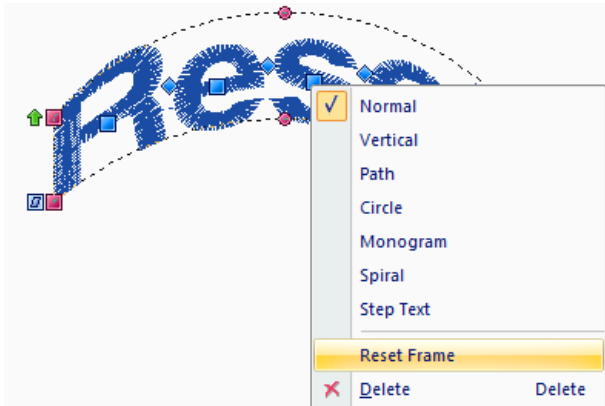 Rese
Normal
Vertical
Path
Circle
Monogram
Spiral
Step Text
Reset Frame
Delete Delete